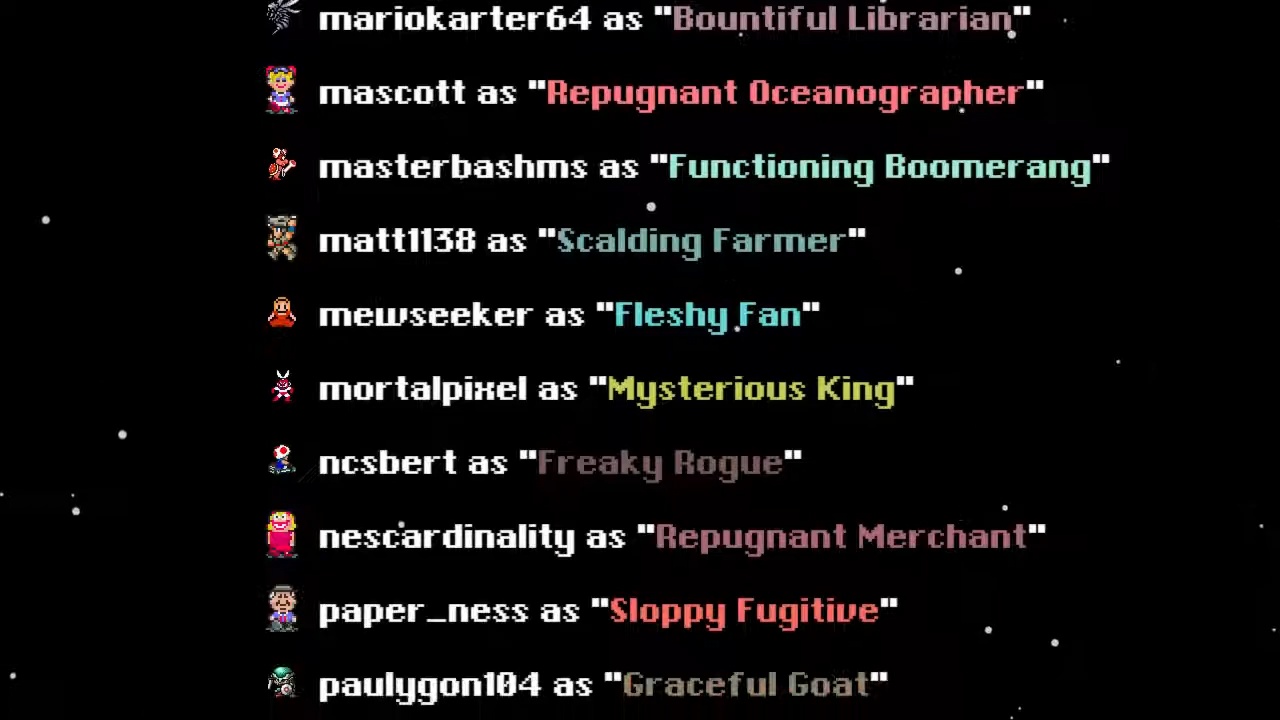 mariokarter64 as "Bountiful Librarian"
mascott as "Repugnant Oceanographer"
masterbashms as "Functioning Boomerang"
matt1138 as "Scalding Farmer"
mewseeker as "Fleshy Fan"
mortalpixel as "Mysterious King"
ncsbert as "Freaky Rogue"
nescardinality as "Repugnant Merchant"
paper_ness as "Sloppy Fugitive"
paulygon104 as "Graceful Goat"